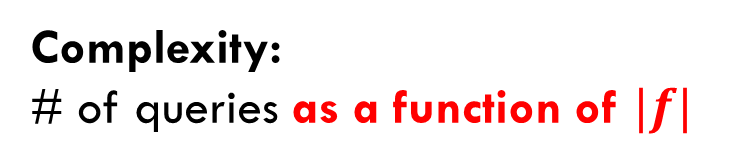 Complexity:
# of queries as a function of |f|